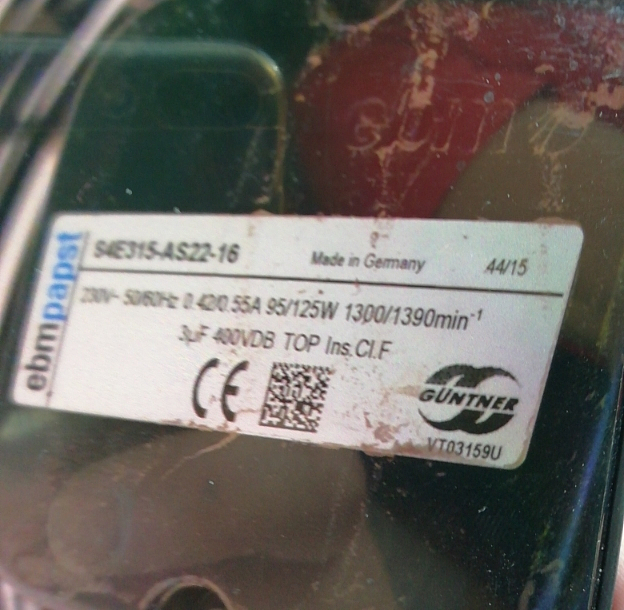 ebmpapst
S4E315-AS22-16 Made in Germany 44/15
230V~ 50/60Hz 0.42/0.55A 95/125W 1300/1390min⁻¹
3µF 400VDB TOP Ins.Cl.F
CE GÜNTNER
VT03159U